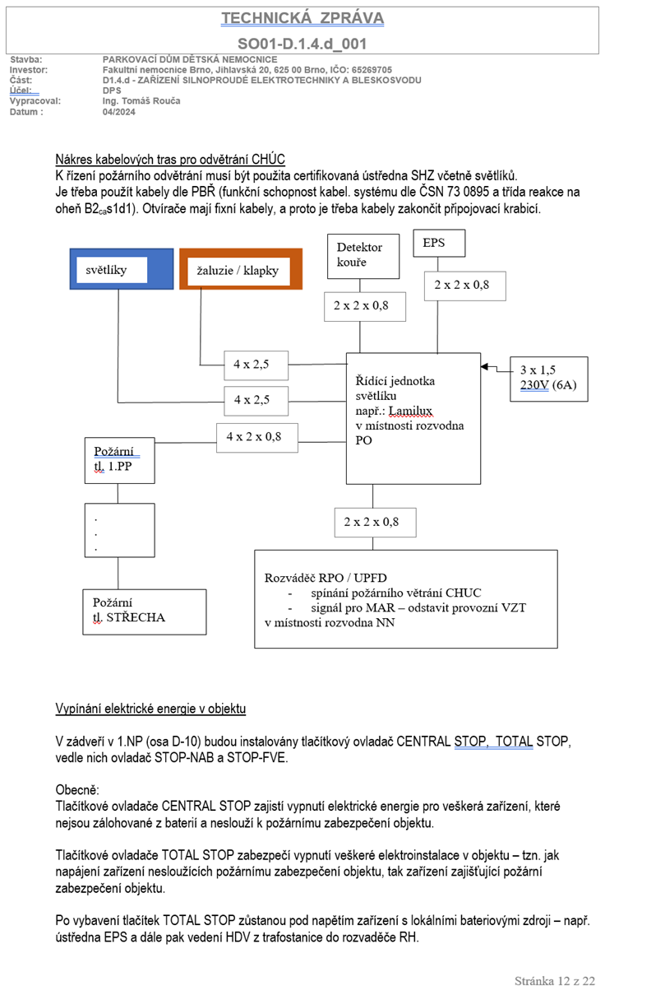 TECHNICKÁ  ZPRÁVA
SO01-D.1.4.d_001
Stavba: PARKOVACÍ DŮM DĚTSKÁ NEMOCNICE
Investor: Fakultní nemocnice Brno, Jihlavská 20, 625 00 Brno, IČO: 65269705
Část: D1.4.d - ZAŘÍZENÍ SILNOPROUDÉ ELEKTROTECHNIKY A BLESKOSVODU
Účel: DPS
Vypracoval: Ing. Tomáš Rouča
Datum : 04/2024
Nákres kabelových tras pro odvětrání CHÚC
K řízení požárního odvětrání musí být použita certifikovaná ústředna SHZ včetně světlíků.
Je třeba použít kabely dle PBŘ (funkční schopnost kabel. systému dle ČSN 73 0895 a třída reakce na
oheň B2cas1d1). Otvírače mají fixní kabely, a proto je třeba kabely zakončit připojovací krabicí.
světlíky
žaluzie / klapky
Detektor
kouře
EPS
2 x 2 x 0,8
2 x 2 x 0,8
4 x 2,5
4 x 2,5
4 x 2 x 0,8
Řídící jednotka
světlíku
např.: Lamilux
v místnosti rozvodna
PO
3 x 1,5
230V (6A)
Požární
tl. 1.PP
.
.
.
Požární
tl. STŘECHA
2 x 2 x 0,8
Rozváděč RPO / UPFD
- spínání požárního větrání CHUC
- signál pro MAR – odstavit provozní VZT
v místnosti rozvodna NN
Vypínání elektrické energie v objektu
V zádveří v 1.NP (osa D-10) budou instalovány tlačítkový ovladač CENTRAL STOP,  TOTAL STOP,
vedle nich ovladač STOP-NAB a STOP-FVE.
Obecně:
Tlačítkové ovladače CENTRAL STOP zajistí vypnutí elektrické energie pro veškerá zařízení, které
nejsou zálohované z baterií a neslouží k požárnímu zabezpečení objektu.
Tlačítkové ovladače TOTAL STOP zabezpečí vypnutí veškeré elektroinstalace v objektu – tzn. jak
napájení zařízení nesloužících požárnímu zabezpečení objektu, tak zařízení zajišťující požární
zabezpečení objektu.
Po vybavení tlačítek TOTAL STOP zůstanou pod napětím zařízení s lokálními bateriovými zdroji – např.
ústředna EPS a dále pak vedení HDV z trafostanice do rozvaděče RH.
Stránka 12 z 22